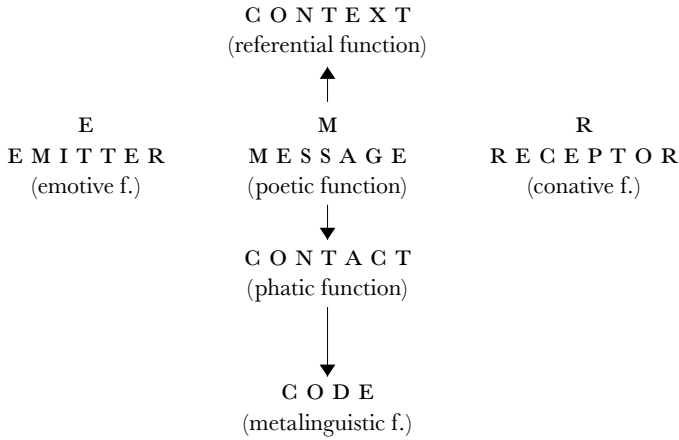 CONTEXT
(referential function)
E M R
EMITTER MESSAGE RECEPTOR
(emotive f.) (poetic function) (conative f.)
CONTACT
(phatic function)
CODE
(metalinguistic f.)